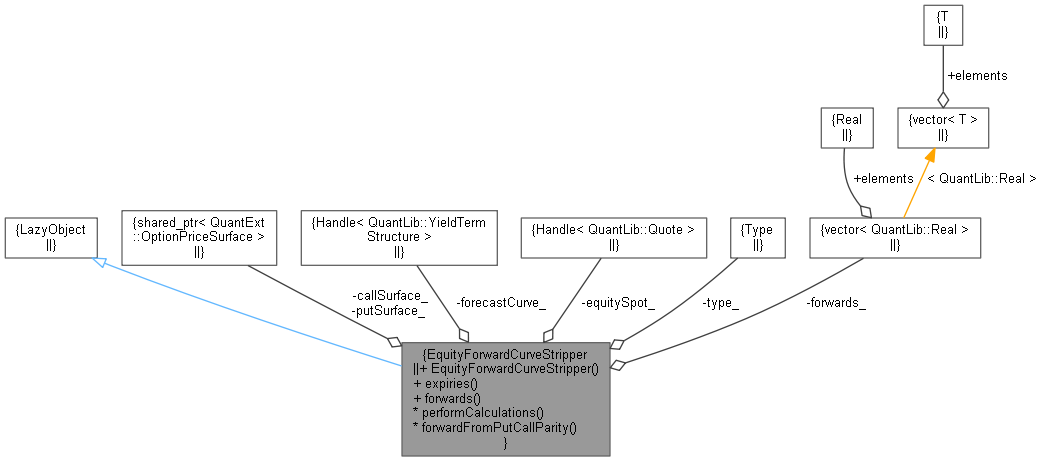 {T
||}
+elements
{Real
||}
{vector< T >
||}
+elements
< QuantLib::Real >
{LazyObject
||}
{shared_ptr< QuantExt
::OptionPriceSurface >
||}
{Handle< QuantLib::YieldTerm
Structure >
||}
{Handle< QuantLib::Quote >
||}
{Type
||}
{vector< QuantLib::Real >
||}
-callSurface_
-putSurface_
-forecastCurve_
-equitySpot_
-type_
-forwards_
{EquityForwardCurveStripper
||+ EquityForwardCurveStripper()
+ expiries()
+ forwards()
* performCalculations()
* forwardFromPutCallParity()
}